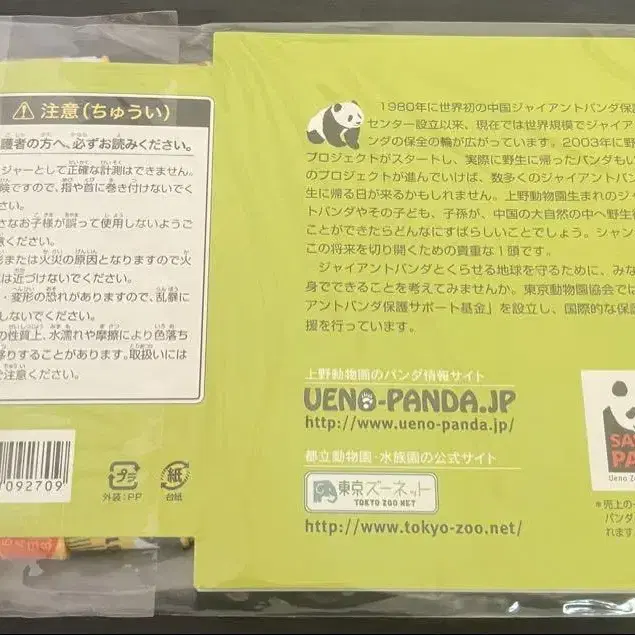 注意(ちゅうい)
護者の方へ、必ずお読みください。
ジャーとして正確な計測はできません。
険ですので、指や首に巻き付けないでく
さなお子様が誤って使用しないようご
意ください。
形または火災の原因となりますので火
は近づけないでください。
・変形の恐れがありますので、乱暴に
しないでください。
の性質上、水濡れや摩擦により色落ち
移りすることがあります。取扱いには
ご注意ください。
092709
プラ
外装:PP
紙
台紙
1980年に世界初の中国ジャイアントパンダ保護
センター設立以来、現在では世界規模でジャイアン
ンダの保全の輪が広がっています。2003年に野
プロジェクトがスタートし、実際に野生に帰ったパンダもい
のプロジェクトが進んでいけば、数多くのジャイアント
生に帰る日が来るかもしれません。上野動物園生まれのジ
トパンダやその子ども、子孫が、中国の大自然の中へ野生
ことができたらどんなにすばらしいことでしょう。シャン
この将来を切り開くための貴重な1頭です。
ジャイアントパンダとくらせる地球を守るために、みな
身でできることを考えてみませんか。東京動物園協会では
アントパンダ保護サポート基金」を設立し、国際的な保
援を行っています。
上野動物園のパンダ情報サイト
UENO-PANDA.JP
http://www.ueno-panda.jp/
都立動物園・水族園の公式サイト
東京ズーネット
TOKYO ZOO NET
http://www.tokyo-zoo.net/
SA
PA
Ueno Zo
*売上の一
パンダ
れます